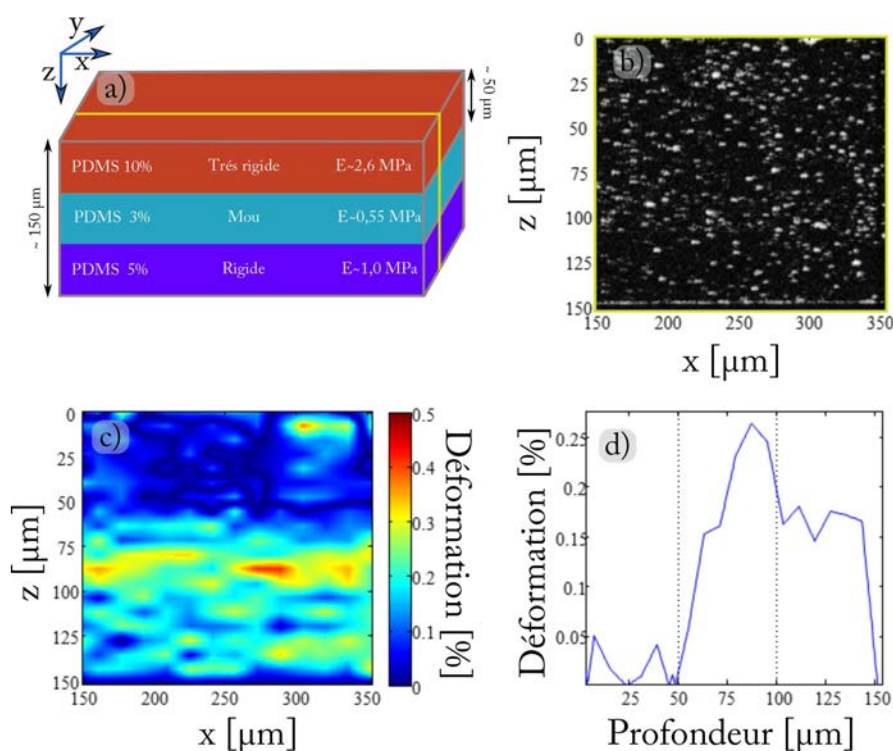 y
x
z
a)
~ 50 µm
~ 150 µm
PDMS 10% Trés rigide E~2,6 MPa
PDMS 3% Mou E~0,55 MPa
PDMS 5% Rigide E~1,0 MPa
b)
0
25
50
75
100
125
150
150 200 250 300 350
z [µm]
x [µm]
c)
0
25
50
75
100
125
150
150 200 250 300 350
z [µm]
x [µm]
0.5
0.4
0.3
0.2
0.1
0
Déformation [%]
d)
0.25
0.2
0.15
0.1
0.05
25 50 75 100 125 150
Déformation [%]
Profondeur [µm]